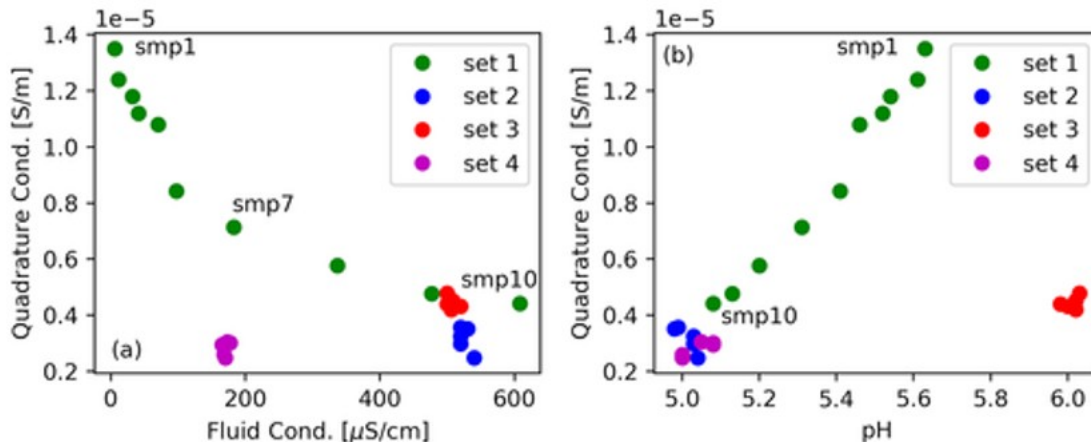 1e−5
1.4
1.2
1.0
0.8
0.6
0.4
0.2
Quadrature Cond. [S/m]
smp1
smp7
smp10
(a)
set 1
set 2
set 3
set 4
0
200
400
600
Fluid Cond. [μS/cm]
1e−5
1.4
1.2
1.0
0.8
0.6
0.4
0.2
Quadrature Cond. [S/m]
(b)
smp1
smp10
set 1
set 2
set 3
set 4
5.0
5.2
5.4
5.6
5.8
6.0
pH